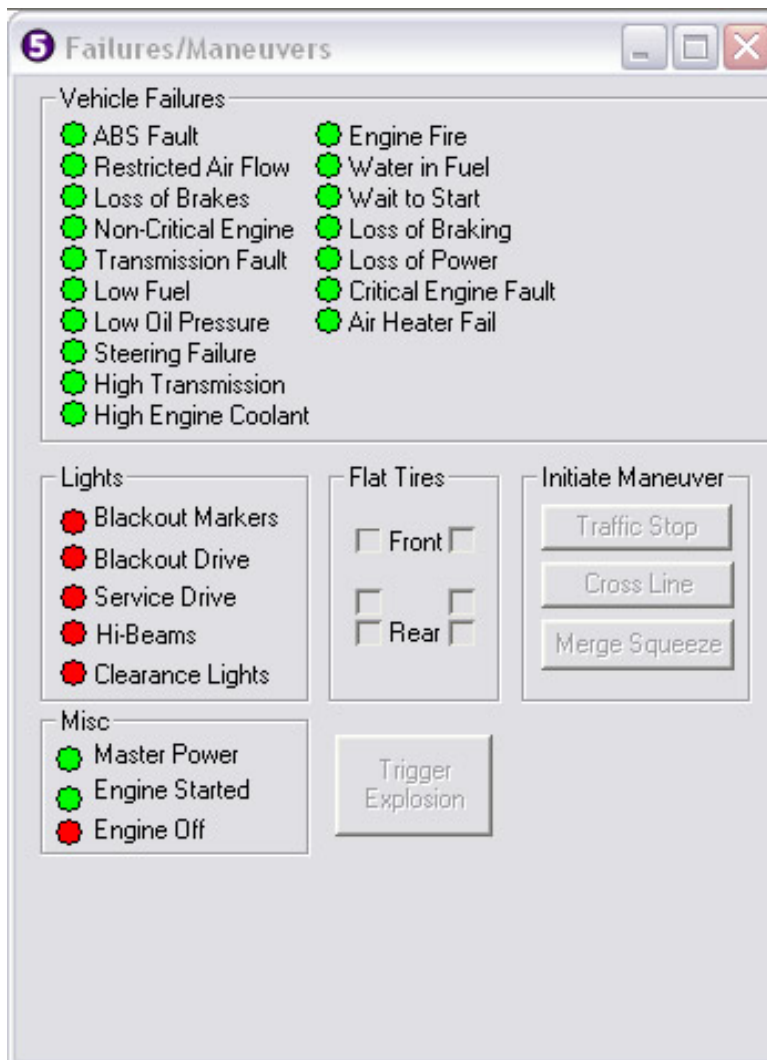 5 Failures/Maneuvers
Vehicle Failures
ABS Fault
Restricted Air Flow
Loss of Brakes
Non-Critical Engine
Transmission Fault
Low Fuel
Low Oil Pressure
Steering Failure
High Transmission
High Engine Coolant
Engine Fire
Water in Fuel
Wait to Start
Loss of Braking
Loss of Power
Critical Engine Fault
Air Heater Fail
Lights
Blackout Markers
Blackout Drive
Service Drive
Hi-Beams
Clearance Lights
Flat Tires
Front
Rear
Initiate Maneuver
Traffic Stop
Cross Line
Merge Squeeze
Misc
Master Power
Engine Started
Engine Off
Trigger
Explosion